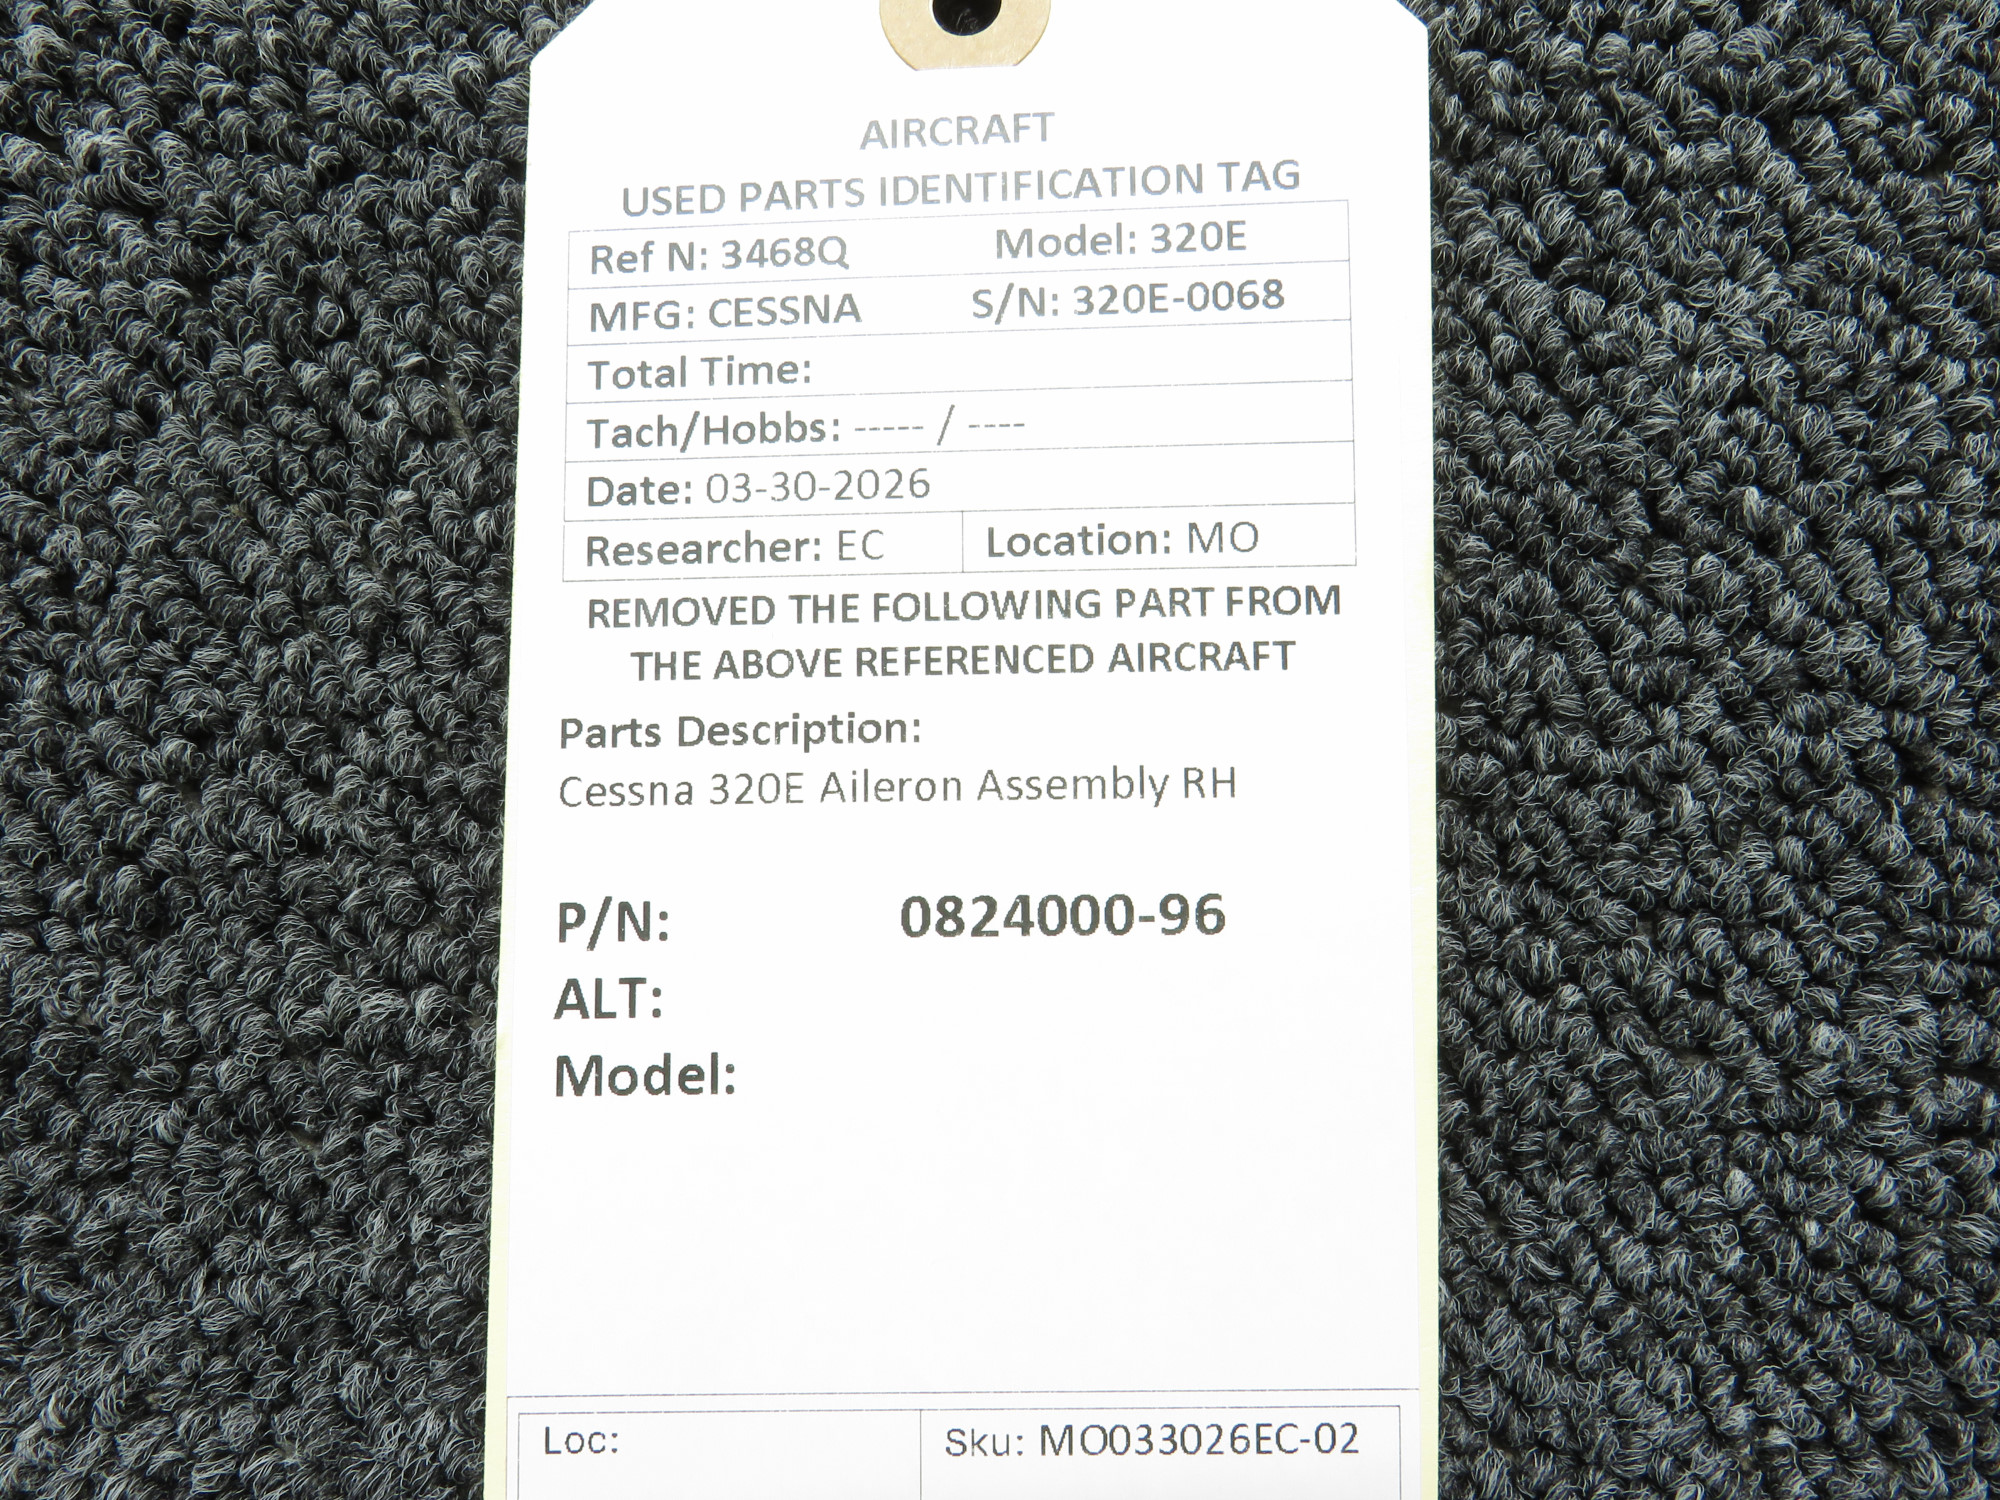 AIRCRAFT
USED PARTS IDENTIFICATION TAG
Ref N: 3468Q Model: 320E
MFG: CESSNA S/N: 320E-0068
Total Time:
Tach/Hobbs: ----- / ----
Date: 03-30-2026
Researcher: EC Location: MO
REMOVED THE FOLLOWING PART FROM
THE ABOVE REFERENCED AIRCRAFT
Parts Description:
Cessna 320E Aileron Assembly RH
P/N: 0824000-96
ALT:
Model:
Loc: Sku: MO033026EC-02